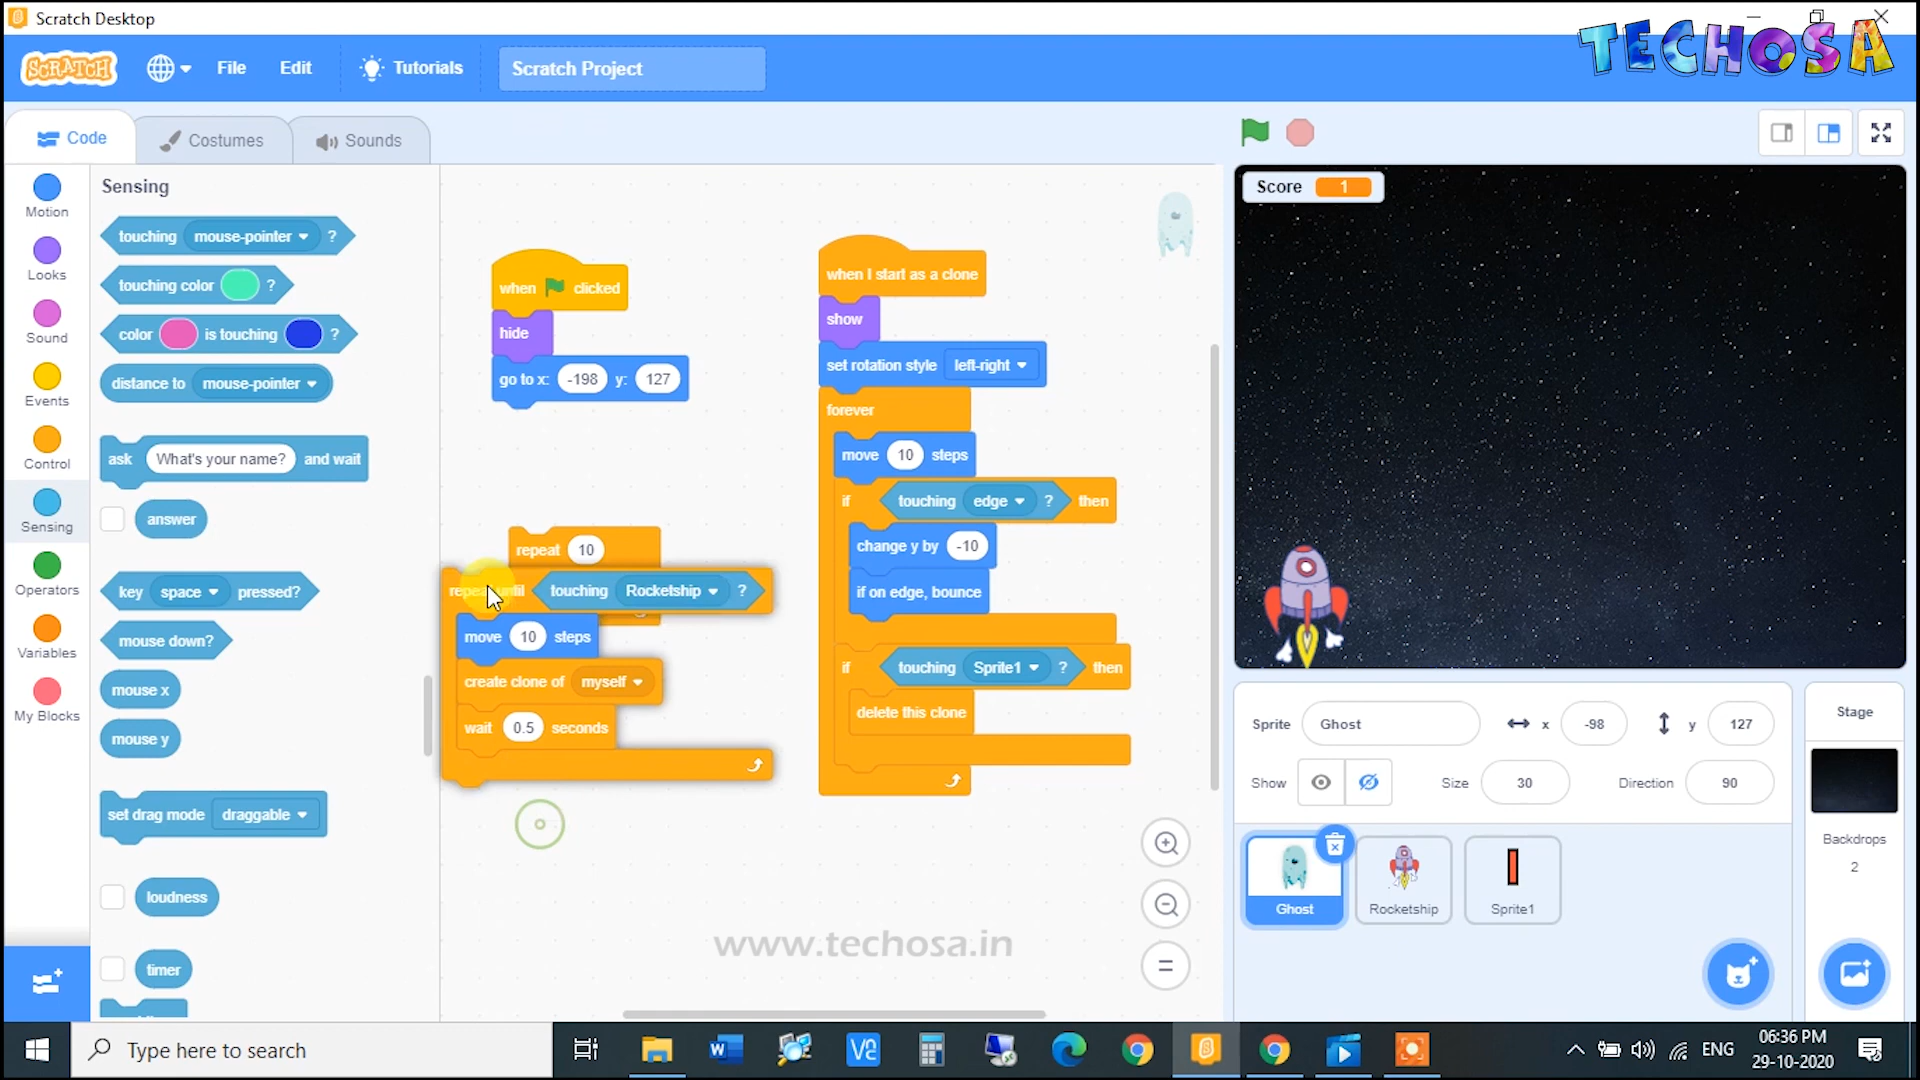 Scratch Desktop
TECHOSA
SCRATCH
File
Edit
Tutorials
Scratch Project
Code
Costumes
Sounds
Motion
Looks
Sound
Events
Control
Sensing
Operators
Variables
My Blocks
Sensing
touching mouse-pointer ?
touching color ?
color is touching ?
distance to mouse-pointer
ask What's your name? and wait
answer
key space pressed?
mouse down?
mouse x
mouse y
set drag mode draggable
loudness
timer
when clicked
hide
go to x: -198 y: 127
repeat 10
touching Rocketship ?
move 10 steps
create clone of myself
wait 0.5 seconds
when I start as a clone
show
set rotation style left-right
forever
move 10 steps
if touching edge ? then
change y by -10
if on edge, bounce
if touching Sprite1 ? then
delete this clone
www.techosa.in
Score 1
Sprite Ghost x -98 y 127
Show Size 30 Direction 90
Ghost
Rocketship
Sprite1
Stage
Backdrops
2
Type here to search
ENG
06:36 PM
29-10-2020